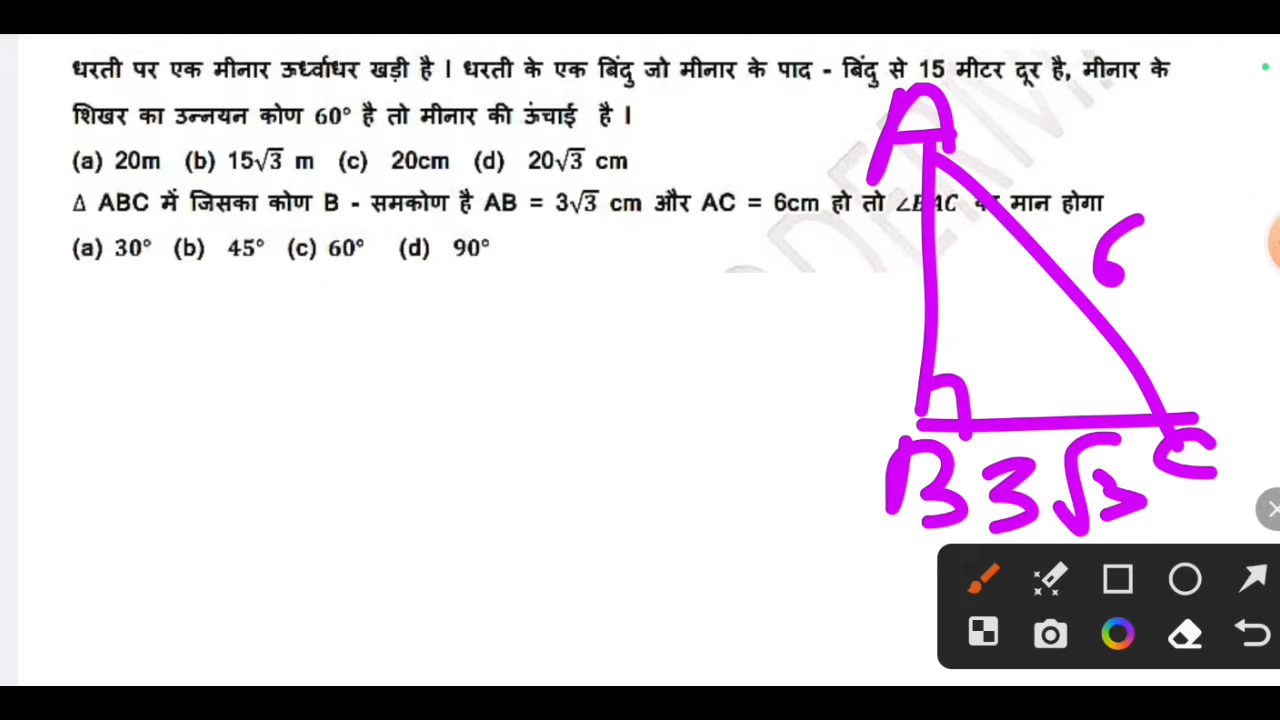 धरती पर एक मीनार ऊर्ध्वाधर खड़ी है । धरती के एक बिंदु जो मीनार के पाद - बिंदु से 15 मीटर दूर है, मीनार के
शिखर का उन्नयन कोण 60° है तो मीनार की ऊंचाई है ।
(a) 20m (b) 15√3 m (c) 20cm (d) 20√3 cm
Δ ABC में जिसका कोण B - समकोण है AB = 3√3 cm और AC = 6cm हो तो ∠BAC का मान होगा
(a) 30° (b) 45° (c) 60° (d) 90°
A
6
B 3√3 C